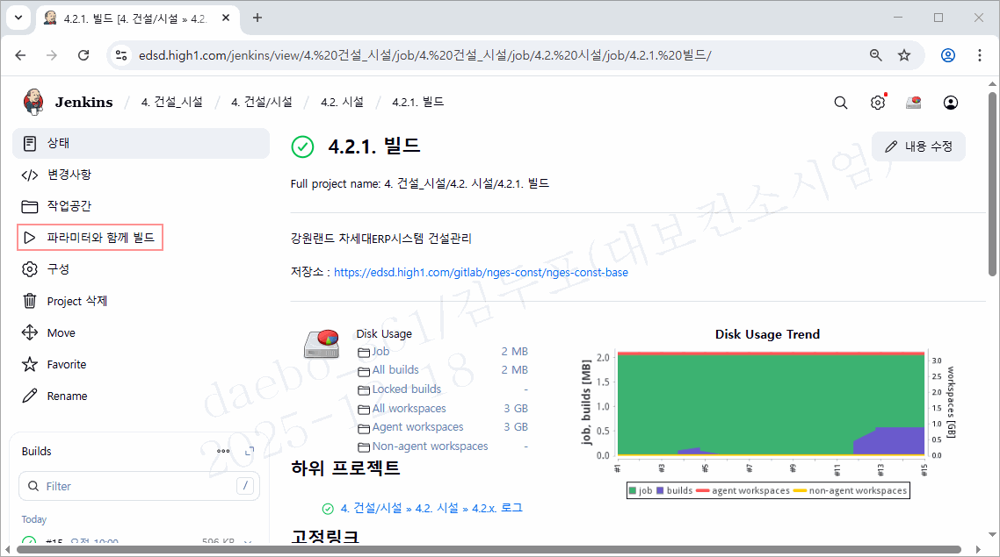 4.2.1. 빌드 [4. 건설/시설 » 4.2.
edsd.high1.com/jenkins/view/4.%20건설_시설/job/4.%20건설_시설/job/4.2.%20시설/job/4.2.1.%20빌드/
Jenkins / 4. 건설_시설 / 4. 건설/시설 / 4.2. 시설 / 4.2.1. 빌드
상태
변경사항
작업공간
파라미터와 함께 빌드
구성
Project 삭제
Move
Favorite
Rename
Builds
Filter /
Today
#15 오전 10:00 596 KB
4.2.1. 빌드
내용 수정
Full project name: 4. 건설_시설/4.2. 시설/4.2.1. 빌드
강원랜드 차세대ERP시스템 건설관리
저장소 : https://edsd.high1.com/gitlab/nges-const/nges-const-base
Disk Usage
Job 2 MB
All builds 2 MB
Locked builds -
All workspaces 3 GB
Agent workspaces 3 GB
Non-agent workspaces -
Disk Usage Trend
job, builds [MB]
2.0
1.5
1.0
0.5
0.0
workspaces [GB]
3.0
2.5
2.0
1.5
1.0
0.5
0.0
#1 #3 #5 #7 #9 #11 #13 #15
job builds agent workspaces non-agent workspaces
하위 프로젝트
4. 건설/시설 » 4.2. 시설 » 4.2.x. 로그
고정링크
daebo_361/김두포(대보컨소시엄)
2025-12-18